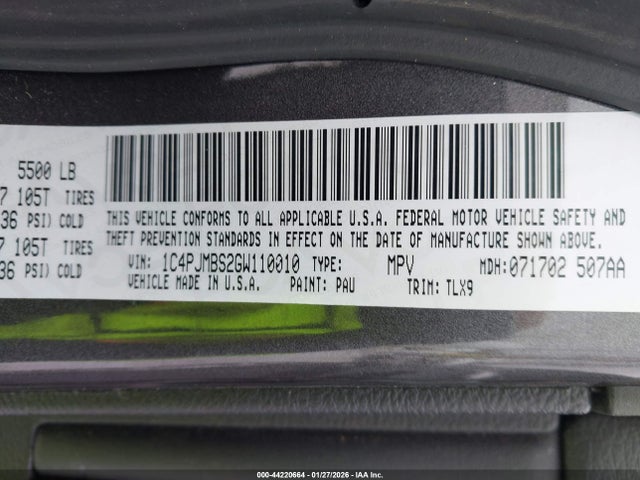 5500 LB
7 105T TIRES
36 PSI) COLD
7 105T TIRES
36 PSI) COLD
THIS VEHICLE CONFORMS TO ALL APPLICABLE U.S.A. FEDERAL MOTOR VEHICLE SAFETY AND
THEFT PREVENTION STANDARDS IN EFFECT ON THE DATE OF MANUFACTURE SHOWN ABOVE.
VIN: 1C4PJMBS2GW110010 TYPE: MPV MDH:071702 507AA
VEHICLE MADE IN U.S.A. PAINT: PAU TRIM: TLX9
000-44220664 | 01/27/2026 | IAA Inc.